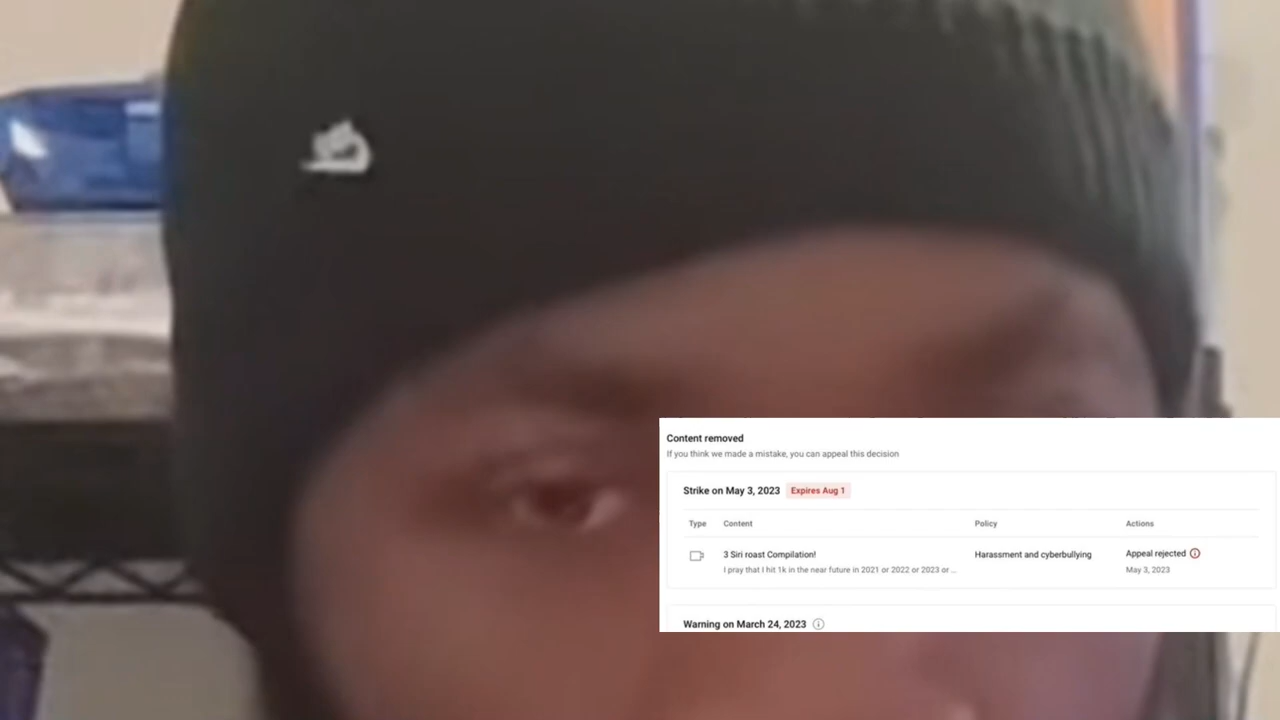 Content removed
If you think we made a mistake, you can appeal this decision
Strike on May 3, 2023 Expires Aug 1
Type Content Policy Actions
3 Siri roast Compilation! Harassment and cyberbullying Appeal rejected
I pray that I hit 1k in the near future in 2021 or 2022 or 2023 or ... May 3, 2023
Warning on March 24, 2023